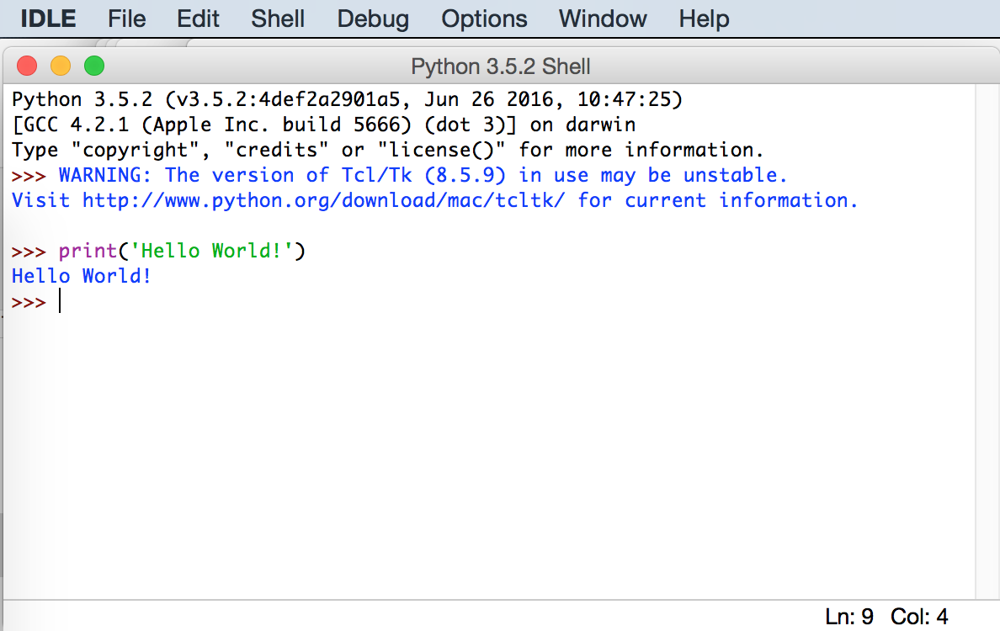 IDLE File Edit Shell Debug Options Window Help
Python 3.5.2 Shell
Python 3.5.2 (v3.5.2:4def2a2901a5, Jun 26 2016, 10:47:25)
[GCC 4.2.1 (Apple Inc. build 5666) (dot 3)] on darwin
Type "copyright", "credits" or "license()" for more information.
>>> WARNING: The version of Tcl/Tk (8.5.9) in use may be unstable.
Visit http://www.python.org/download/mac/tcltk/ for current information.
>>> print('Hello World!')
Hello World!
>>>
Ln: 9 Col: 4